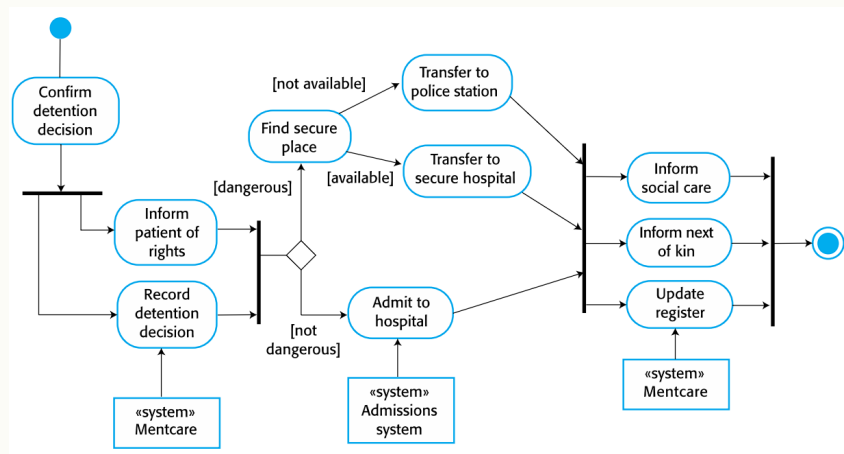 Confirm
detention
decision
Inform
patient of
rights
Record
detention
decision
«system»
Mentcare
[dangerous]
[not
dangerous]
Find secure
place
[not available]
[available]
Transfer to
police station
Transfer to
secure hospital
Admit to
hospital
«system»
Admissions
system
Inform
social care
Inform next
of kin
Update
register
«system»
Mentcare